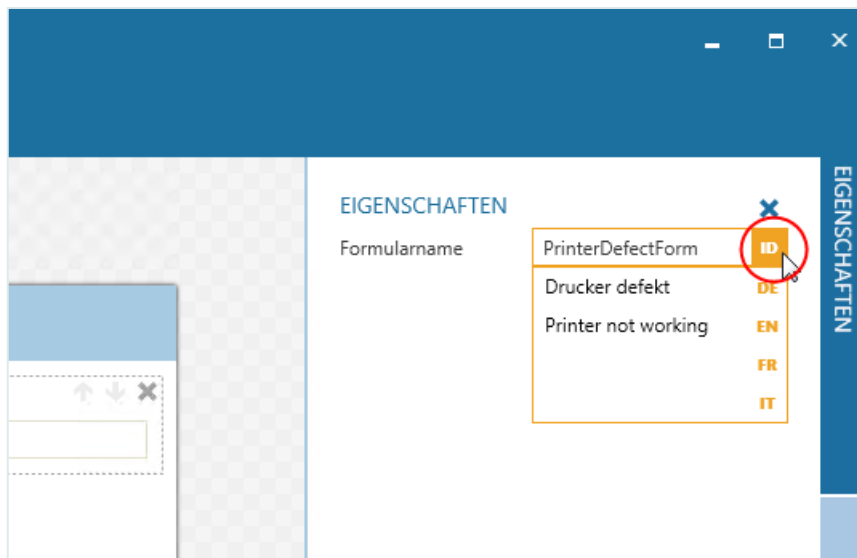 EIGENSCHAFTEN
Formularname PrinterDefectForm ID
Drucker defekt DE
Printer not working EN
FR
IT
EIGENSCHAFTEN